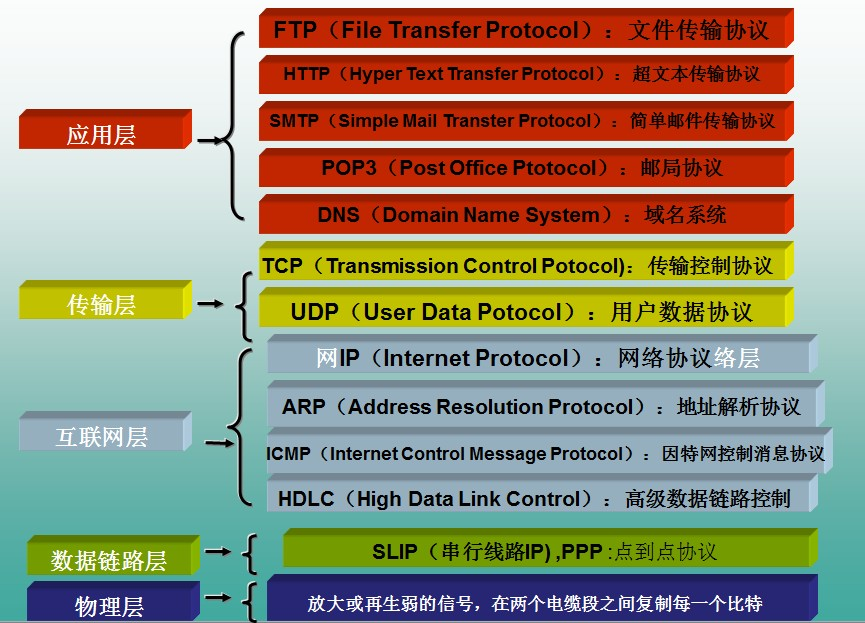 FTP（File Transfer Protocol）：文件传输协议
HTTP（Hyper Text Transfer Protocol）：超文本传输协议
SMTP（Simple Mail Transter Protocol）：简单邮件传输协议
应用层
POP3（Post Office Ptotocol）：邮局协议
DNS（Domain Name System）：域名系统
TCP（Transmission Control Potocol)：传输控制协议
传输层
UDP（User Data Potocol）：用户数据协议
网IP（Internet Protocol）：网络协议络层
ARP（Address Resolution Protocol）：地址解析协议
互联网层
ICMP（Internet Control Message Protocol）：因特网控制消息协议
HDLC（High Data Link Control）：高级数据链路控制
数据链路层
SLIP（串行线路IP) ,PPP :点到点协议
物理层
放大或再生弱的信号，在两个电缆段之间复制每一个比特